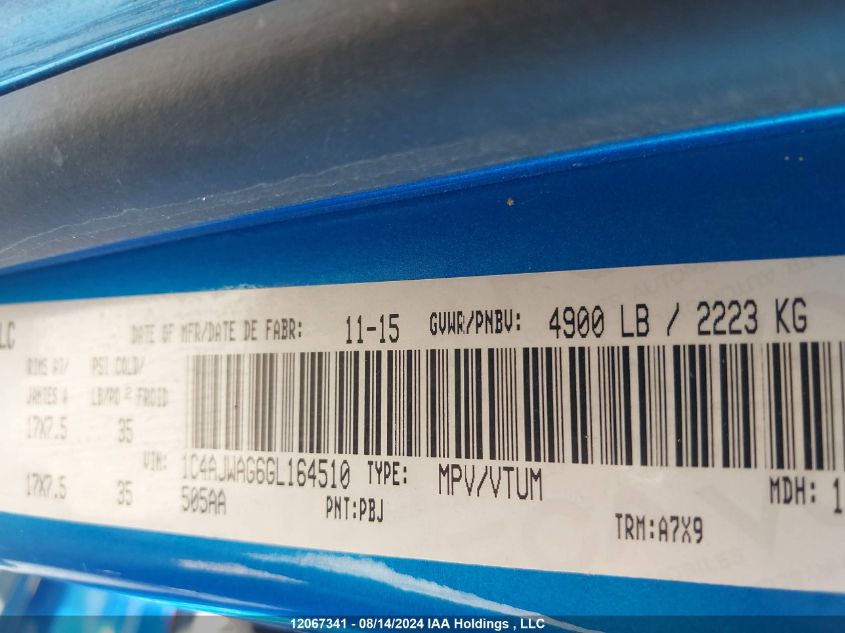 LC
DATE OF MFR/DATE DE FABR: 11-15 GVWR/PNBV: 4900 LB / 2223 KG
RIMS AT/ PSI COLD/
JANTES A LB/PO 2 FROID
17X7.5 35
VIN: 1C4AJWAG6GL164510 TYPE: MPV/VTUM MDH: 1
17X7.5 35 505AA PNT:PBJ TRM:A7X9
12067341 - 08/14/2024 IAA Holdings , LLC